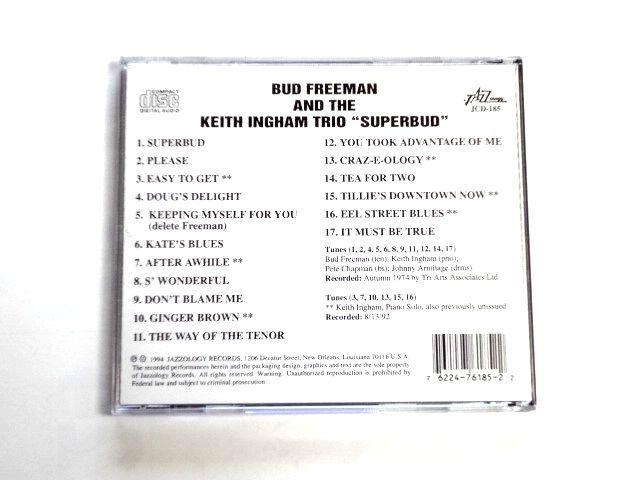 COMPACT
disc
DIGITAL AUDIO
BUD FREEMAN
AND THE
KEITH INGHAM TRIO "SUPERBUD"
JAZZology
JCD-185
1. SUPERBUD
2. PLEASE
3. EASY TO GET **
4. DOUG'S DELIGHT
5. KEEPING MYSELF FOR YOU
(delete Freeman)
6. KATE'S BLUES
7. AFTER AWHILE **
8. S' WONDERFUL
9. DON'T BLAME ME
10. GINGER BROWN **
11. THE WAY OF THE TENOR
12. YOU TOOK ADVANTAGE OF ME
13. CRAZ-E-OLOGY **
14. TEA FOR TWO
15. TILLIE'S DOWNTOWN NOW **
16. EEL STREET BLUES **
17. IT MUST BE TRUE
Tunes (1, 2, 4, 5, 6, 8, 9, 11, 12, 14, 17)
Bud Freeman (ten); Keith Ingham (pno);
Pete Chapman (bs); Johnny Armitage (drms)
Recorded: Autumn 1974 by Tri Arts Associates Ltd.
Tunes (3, 7, 10, 13, 15, 16)
** Keith Ingham, Piano Solo, also previously unissued
Recorded: 8/13/92
℗ © 1994 JAZZOLOGY RECORDS, 1206 Decatur Street, New Orleans, Louisiana 70116 U.S.A.
The recorded performances herein and the packaging design, graphics and text are the sole property
of Jazzology Records. All rights reserved. Warning: Unauthorized reproduction is prohibited by
Federal law and subject to criminal prosecution.
7 62247-6185-2 2